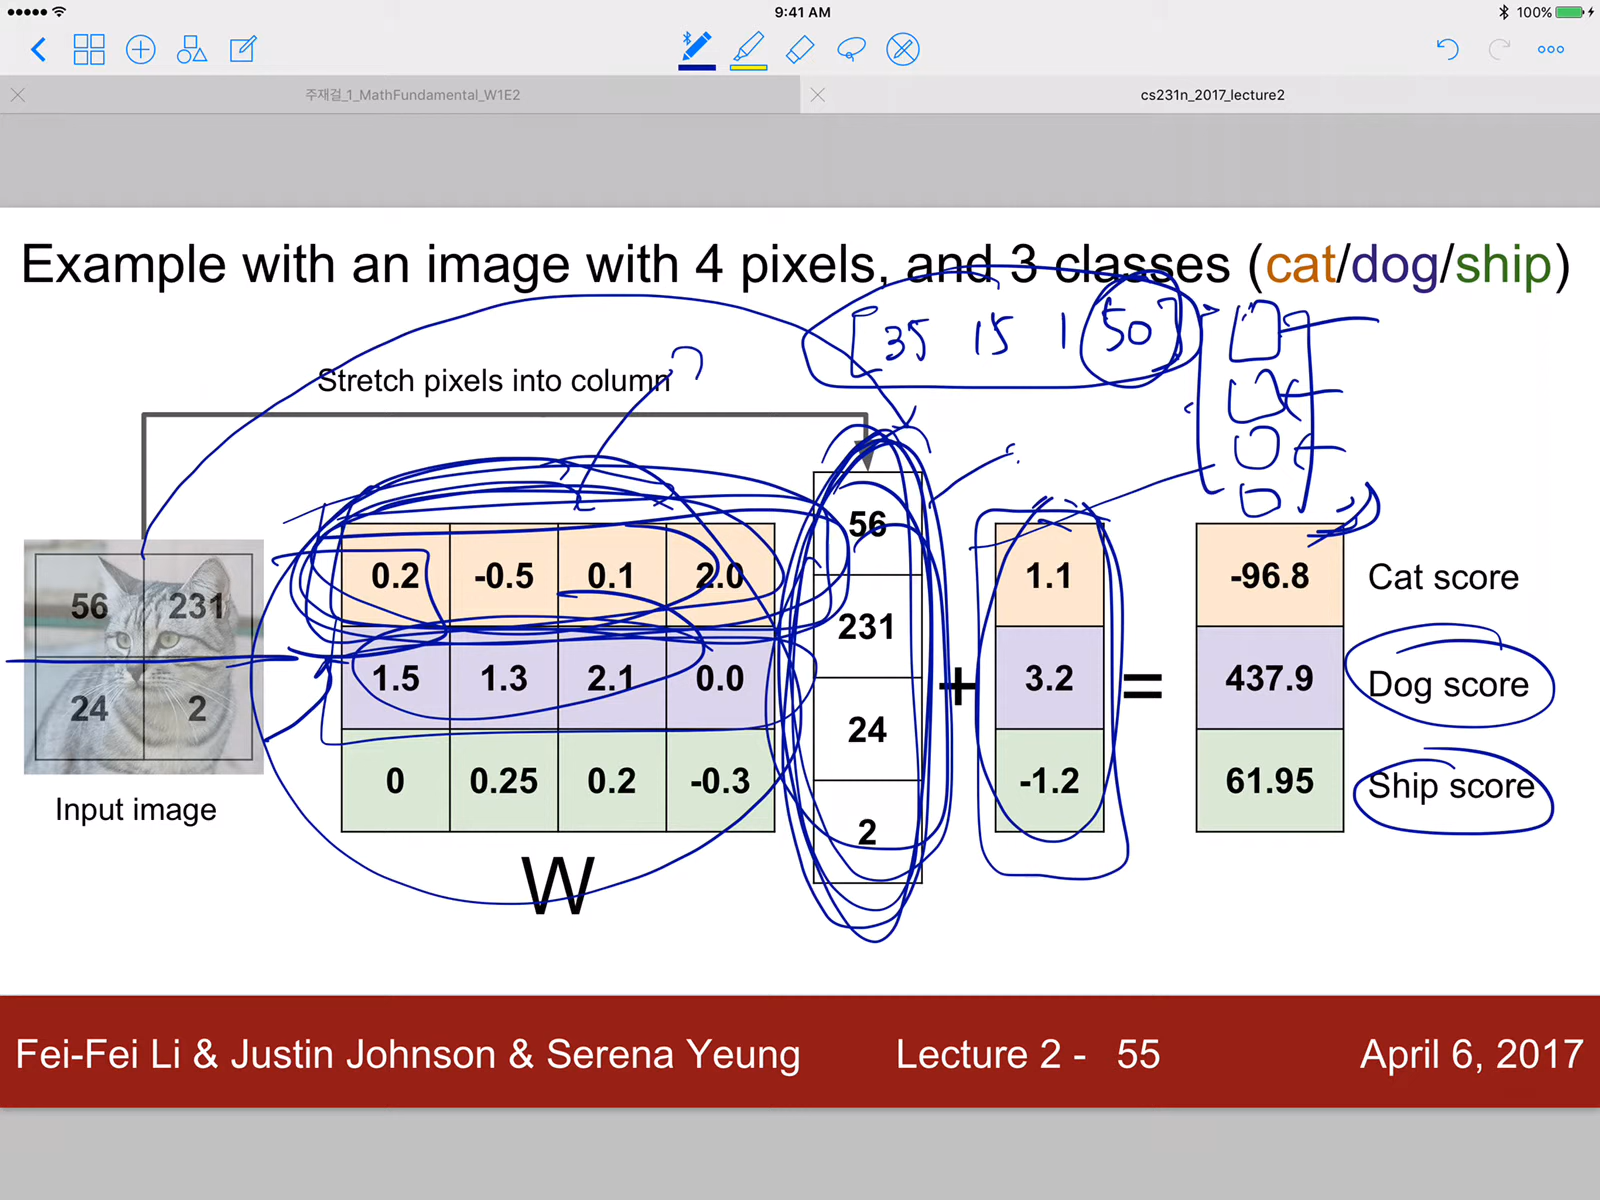 9:41 AM
100%
주재걸_1_MathFundamental_W1E2
cs231n_2017_lecture2
Example with an image with 4 pixels, and 3 classes (cat/dog/ship)
[35 15 1 50]
Stretch pixels into column
56 231
24 2
Input image
0.2 -0.5 0.1 2.0
1.5 1.3 2.1 0.0
0 0.25 0.2 -0.3
W
56
231
24
2
+
1.1
3.2
-1.2
=
-96.8 Cat score
437.9 Dog score
61.95 Ship score
Fei-Fei Li & Justin Johnson & Serena Yeung Lecture 2 - 55 April 6, 2017